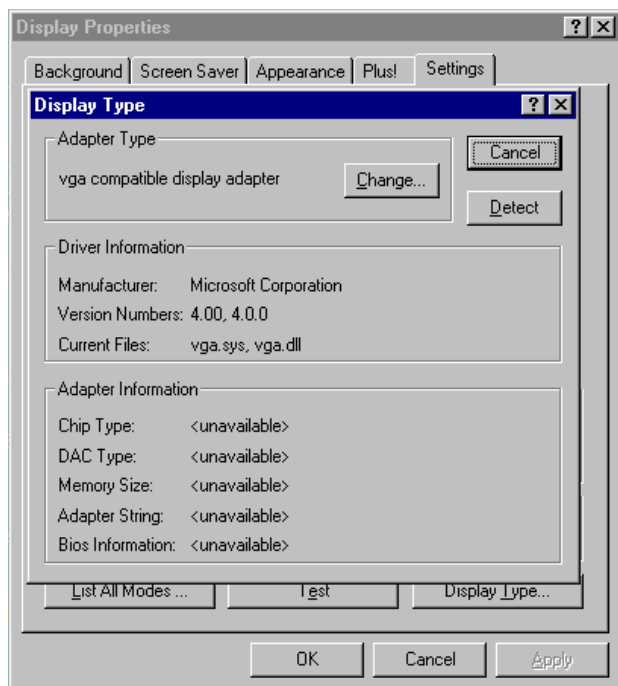 Display Properties
Background Screen Saver Appearance Plus! Settings
Display Type
Adapter Type
vga compatible display adapter
Change...
Cancel
Detect
Driver Information
Manufacturer: Microsoft Corporation
Version Numbers: 4.00, 4.0.0
Current Files: vga.sys, vga.dll
Adapter Information
Chip Type: <unavailable>
DAC Type: <unavailable>
Memory Size: <unavailable>
Adapter String: <unavailable>
Bios Information: <unavailable>
List All Modes ... Test Display Type...
OK Cancel Apply